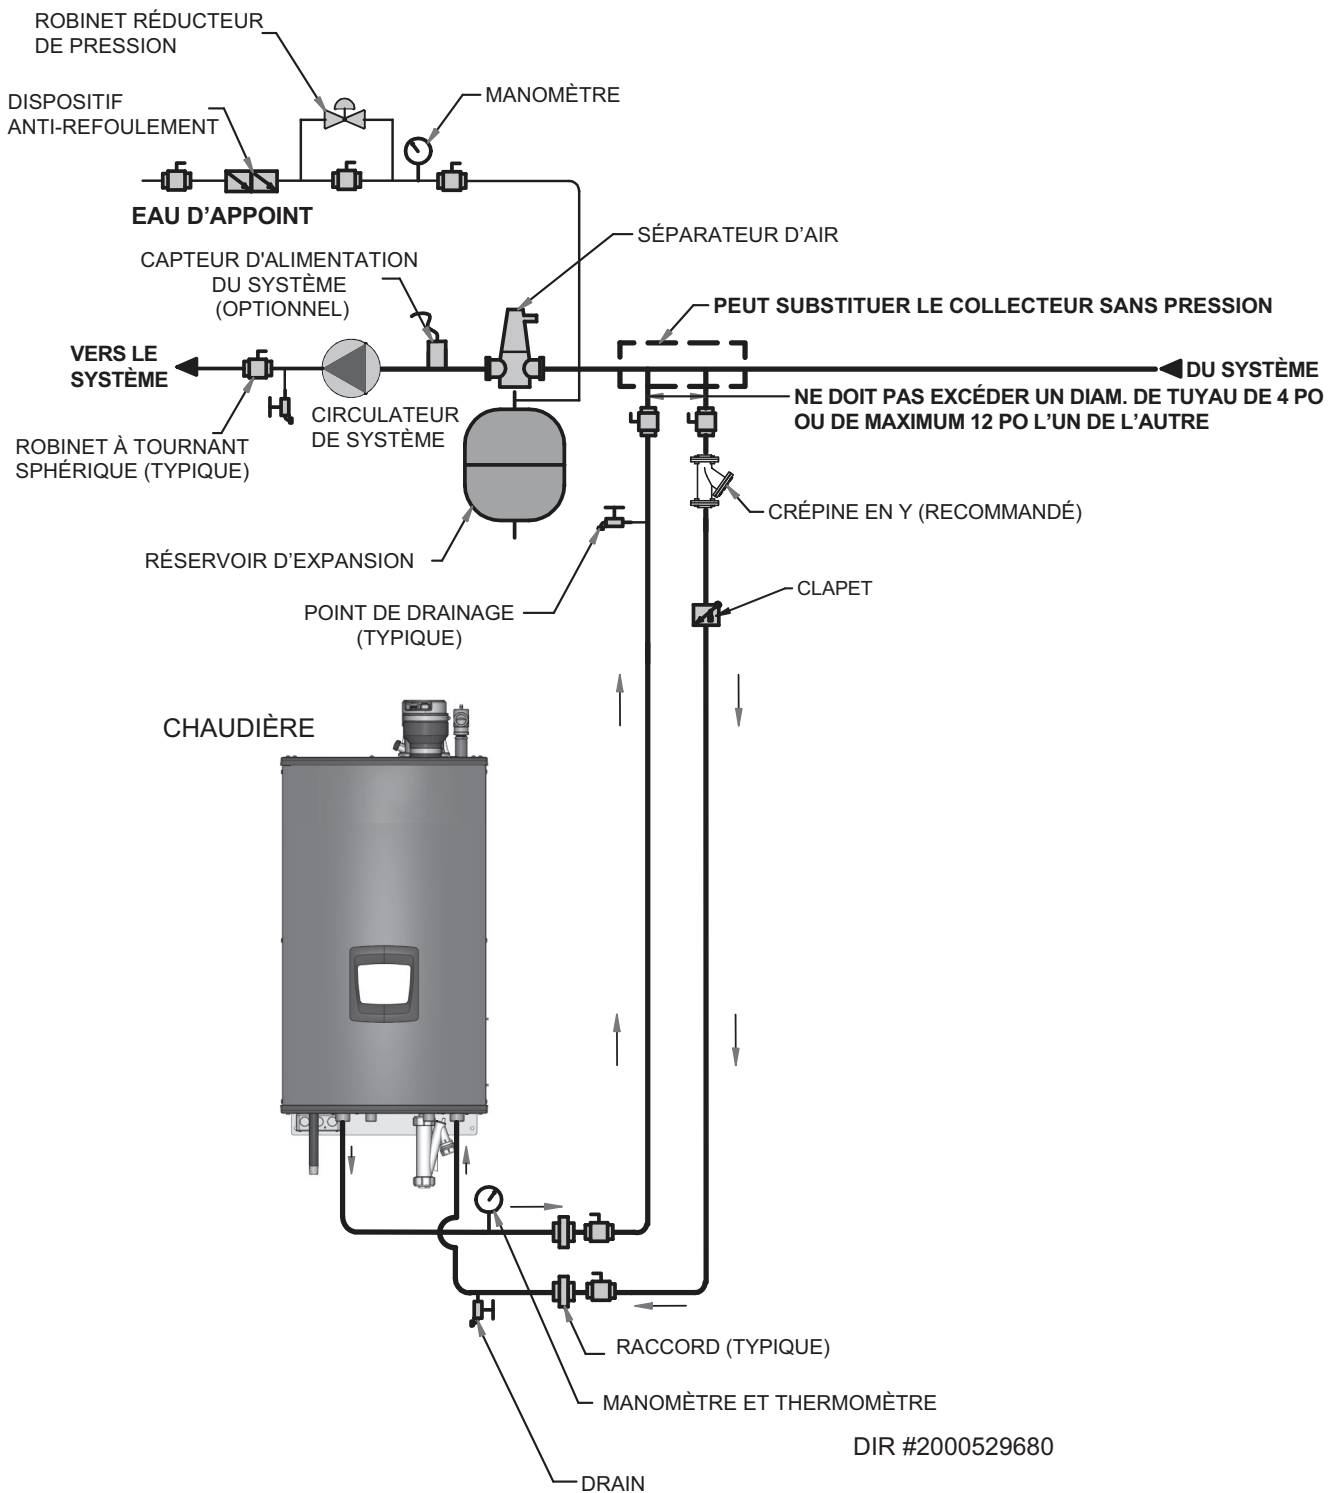 ROBINET RÉDUCTEUR
DE PRESSION
DISPOSITIF
ANTI-REFOULEMENT
MANOMÈTRE
EAU D’APPOINT
SÉPARATEUR D’AIR
CAPTEUR D'ALIMENTATION
DU SYSTÈME
(OPTIONNEL)
PEUT SUBSTITUER LE COLLECTEUR SANS PRESSION
VERS LE
SYSTÈME
DU SYSTÈME
NE DOIT PAS EXCÉDER UN DIAM. DE TUYAU DE 4 PO
OU DE MAXIMUM 12 PO L’UN DE L’AUTRE
CIRCULATEUR
DE SYSTÈME
ROBINET À TOURNANT
SPHÉRIQUE (TYPIQUE)
CRÉPINE EN Y (RECOMMANDÉ)
RÉSERVOIR D’EXPANSION
CLAPET
POINT DE DRAINAGE
(TYPIQUE)
CHAUDIÈRE
RACCORD (TYPIQUE)
MANOMÈTRE ET THERMOMÈTRE
DIR #2000529680
DRAIN